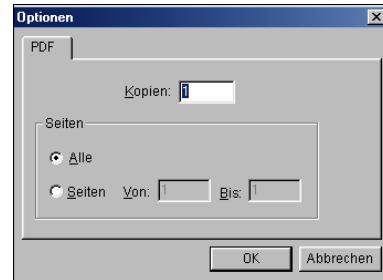 Optionen
PDF
Kopien: 1
Seiten
Alle
Seiten Von: 1 Bis: 1
OK Abbrechen